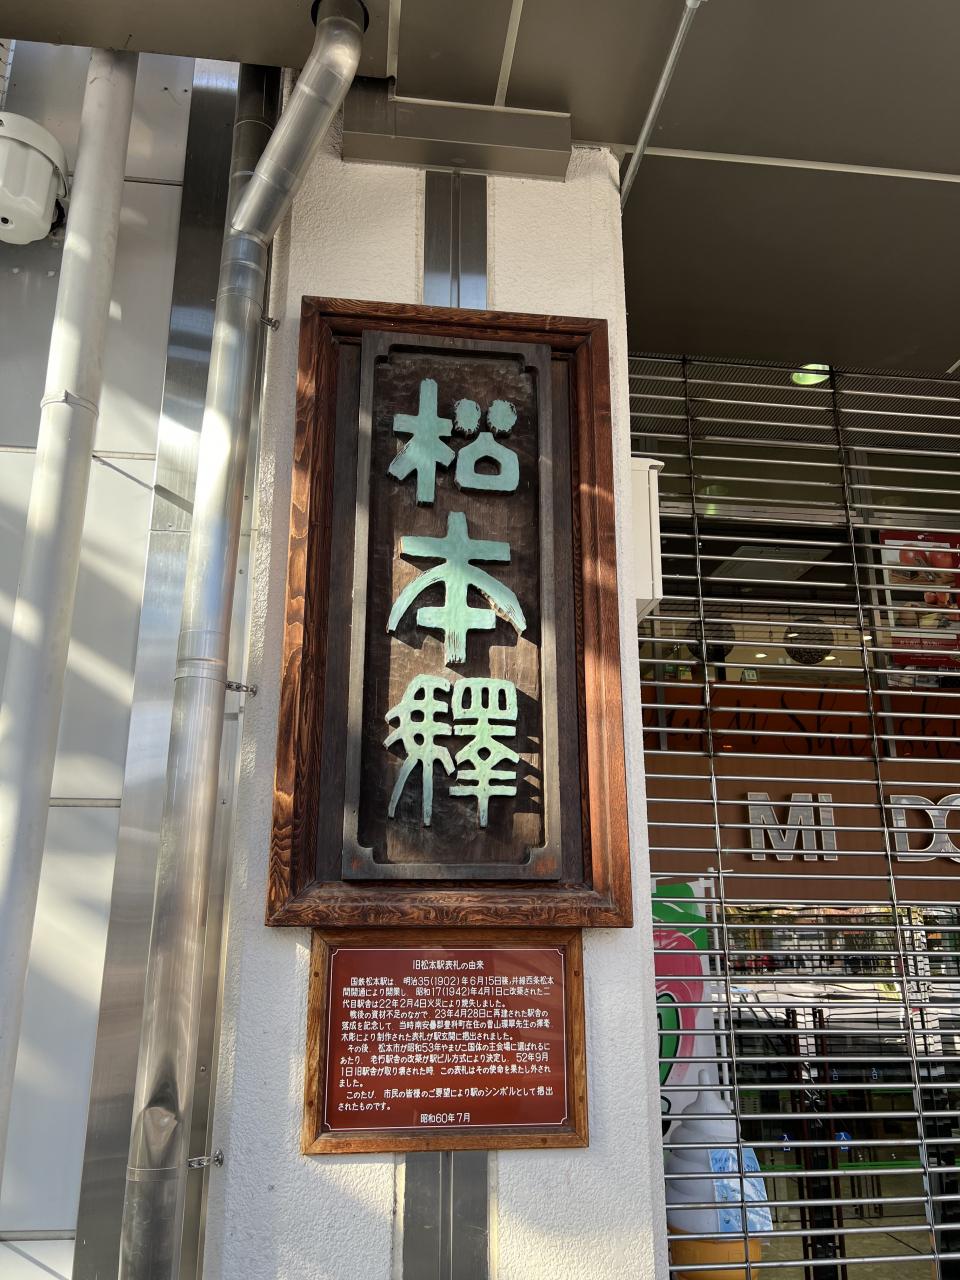 松本驛
旧松本駅表札の由来
国鉄松本駅は、明治35(1902)年6月15日篠ノ井線西条松本
間開通により開業し 昭和17(1942)年4月1日に改築された二
代目駅舎は22年2月4日火災により焼失しました。
戦後の資材不足のなかで、23年4月28日に再建された駅舎の
落成を記念して、当時南安曇郡豊科町在住の曽山環翠先生の揮毫
木彫により制作された表札が駅玄関に掲出されました。
その後、松本市が昭和53年やまびこ国体の主会場に選ばれるに
あたり、老朽駅舎の改築が駅ビル方式により決定し、52年9月
1日旧駅舎が取り壊された時、この表札はその使命を果たし外され
ました。
このたび、市民の皆様のご要望により駅のシンボルとして掲出
されたものです。
昭和60年7月
MI DO